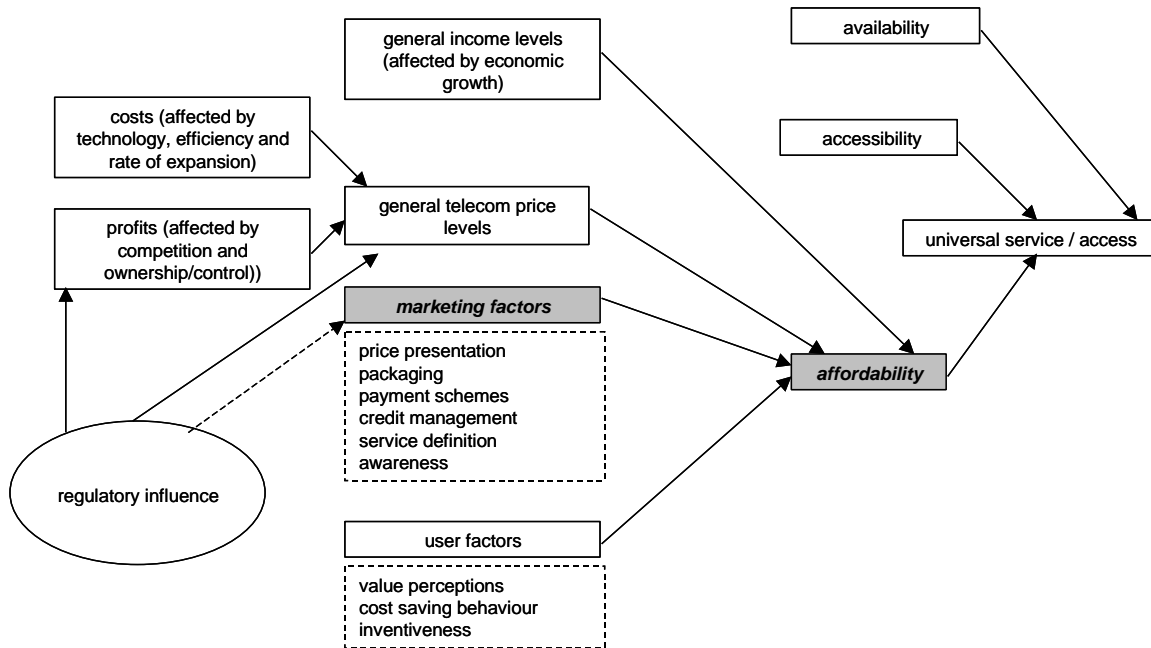 general income levels
(affected by economic
growth)
availability
costs (affected by
technology, efficiency and
rate of expansion)
accessibility
general telecom price
levels
profits (affected by
competition and
ownership/control))
universal service / access
marketing factors
price presentation
packaging
payment schemes
credit management
service definition
awareness
affordability
regulatory influence
user factors
value perceptions
cost saving behaviour
inventiveness